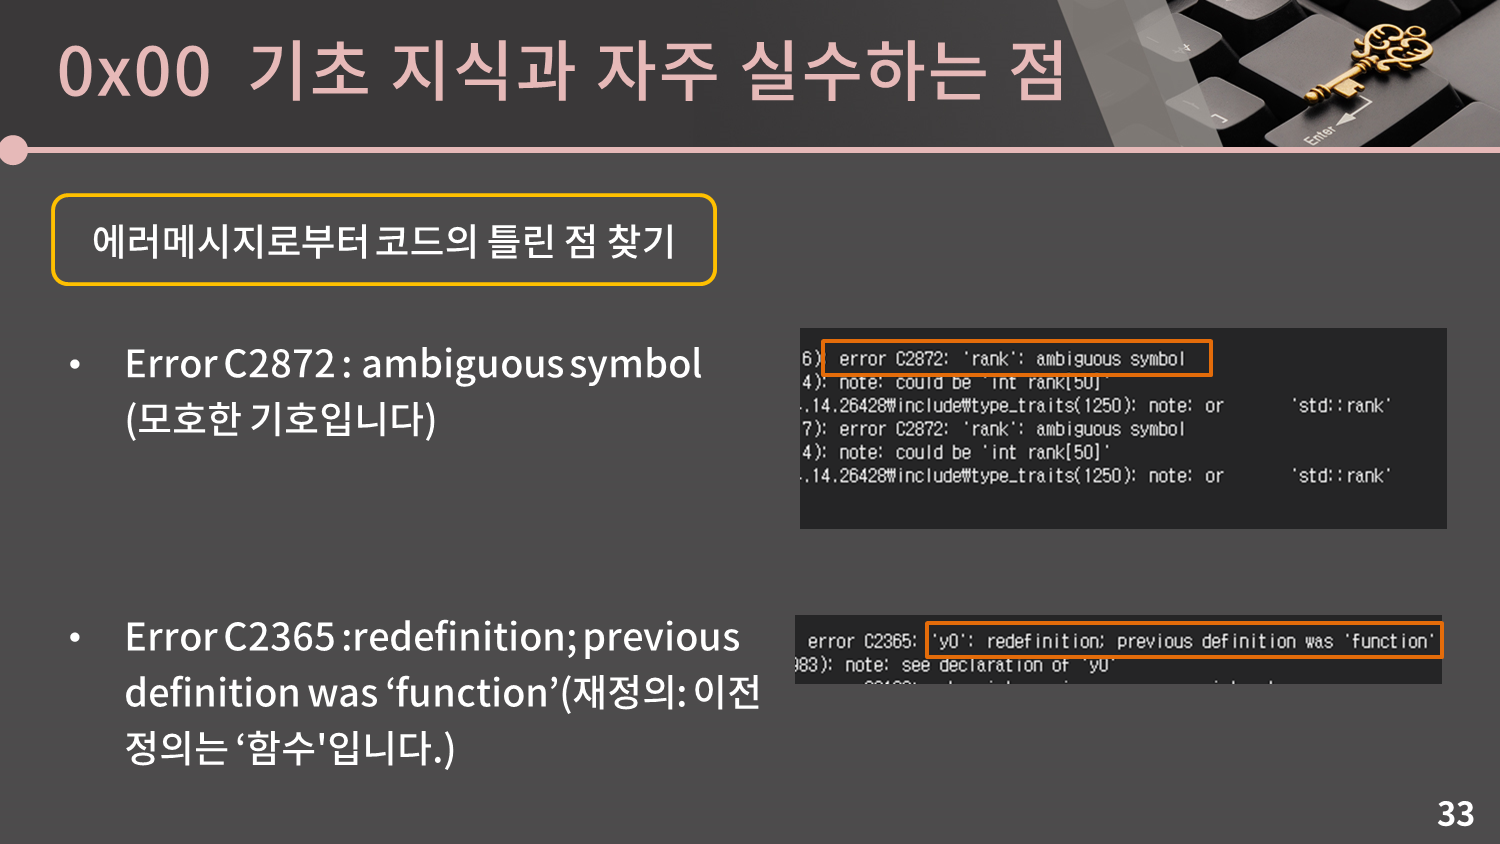 0x00 기초 지식과 자주 실수하는 점
Enter
에러메시지로부터 코드의 틀린 점 찾기
• Error C2872 : ambiguous symbol
(모호한 기호입니다)
6) error C2872: 'rank': ambiguous symbol
4): note: could be 'int rank[50]'
.14.26428₩include₩type_traits(1250): note: or 'std::rank'
7): error C2872: 'rank': ambiguous symbol
4): note: could be 'int rank[50]'
.14.26428₩include₩type_traits(1250): note: or 'std::rank'
• Error C2365 :redefinition; previous
definition was ‘function’(재정의: 이전
정의는 ‘함수'입니다.)
error C2365: 'y0': redefinition; previous definition was 'function'
983): note: see declaration of 'y0'
33